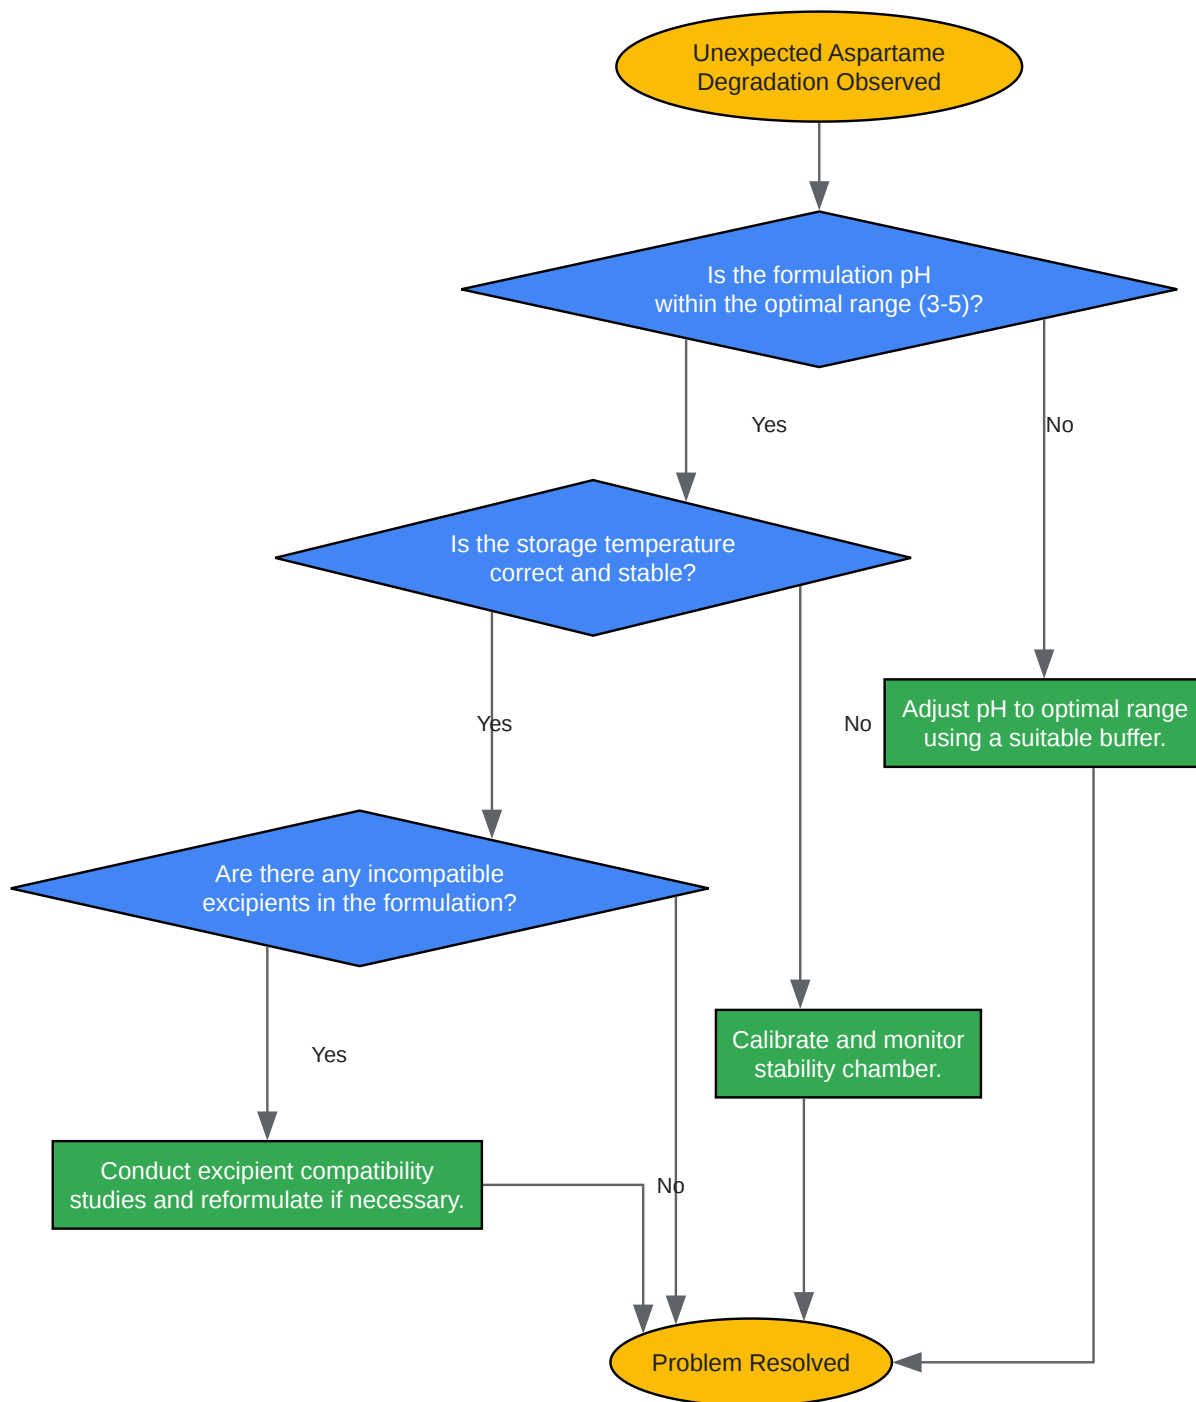 Unexpected Aspartame
Degradation Observed
Is the formulation pH
within the optimal range (3-5)?
Yes
No
Is the storage temperature
correct and stable?
Yes
No
Adjust pH to optimal range
using a suitable buffer.
Are there any incompatible
excipients in the formulation?
Yes
No
Calibrate and monitor
stability chamber.
Conduct excipient compatibility
studies and reformulate if necessary.
Problem Resolved